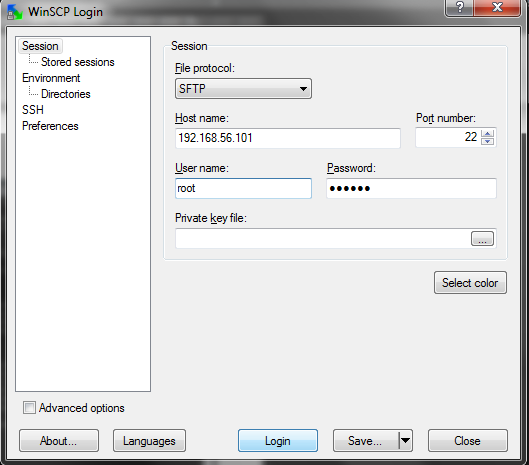 WinSCP Login
Session
Stored sessions
Environment
Directories
SSH
Preferences
Session
File protocol:
SFTP
Host name:
Port number:
192.168.56.101
22
User name:
Password:
root
●●●●●●
Private key file:
...
Select color
Advanced options
About...
Languages
Login
Save...
Close